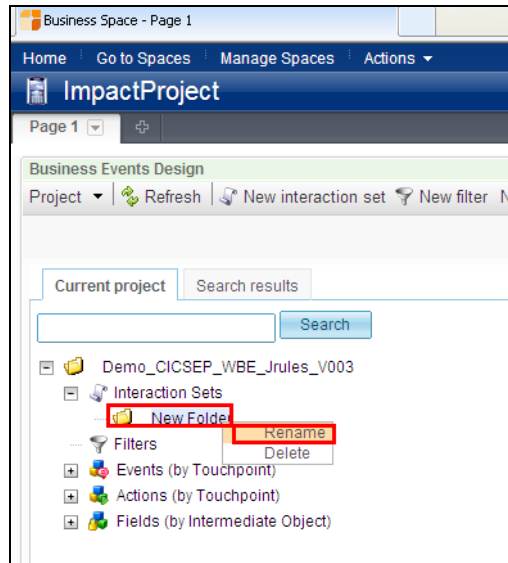 Business Space - Page 1
Home Go to Spaces Manage Spaces Actions
ImpactProject
Page 1
Business Events Design
Project Refresh New interaction set New filter N
Current project Search results
Search
Demo_CICSEP_WBE_Jrules_V003
Interaction Sets
New Folder
Rename
Filters
Delete
Events (by Touchpoint)
Actions (by Touchpoint)
Fields (by Intermediate Object)